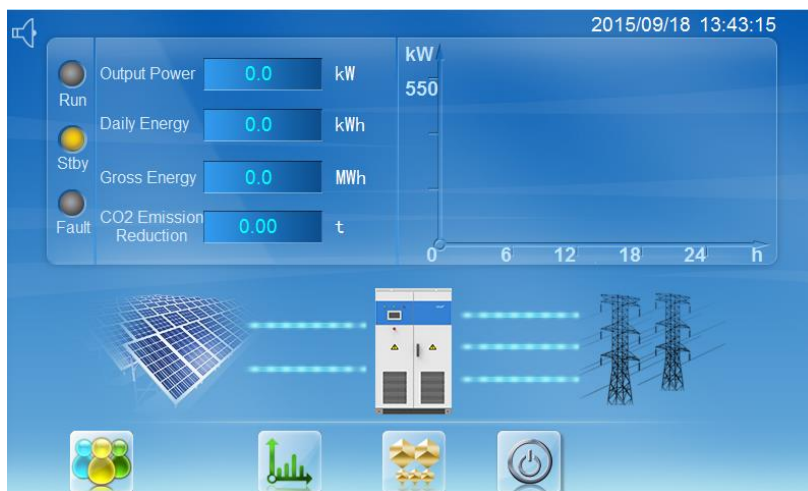 2015/09/18 13:43:15
Run
Stby
Fault
Output Power 0.0 kW
Daily Energy 0.0 kWh
Gross Energy 0.0 MWh
CO2 Emission
Reduction 0.00 t
kW
550
0 6 12 18 24 h